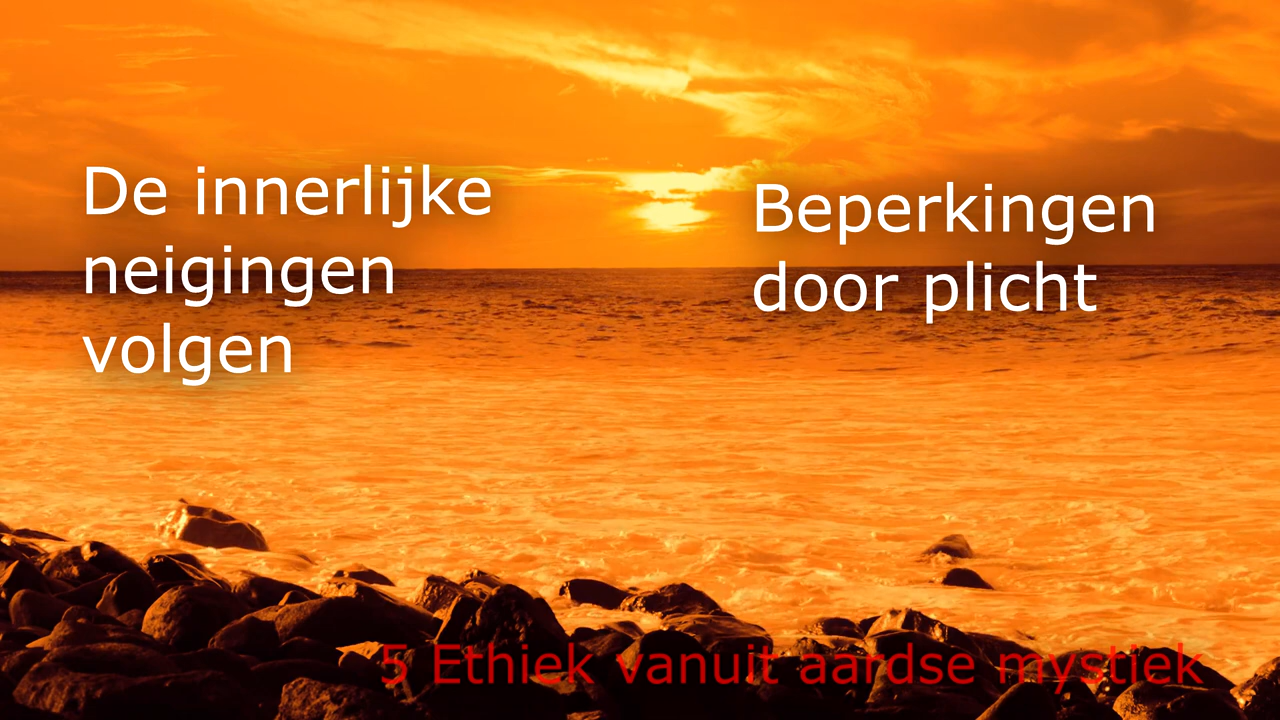 De innerlijke
neigingen
volgen
Beperkingen
door plicht
5 Ethiek vanuit aardse mystiek